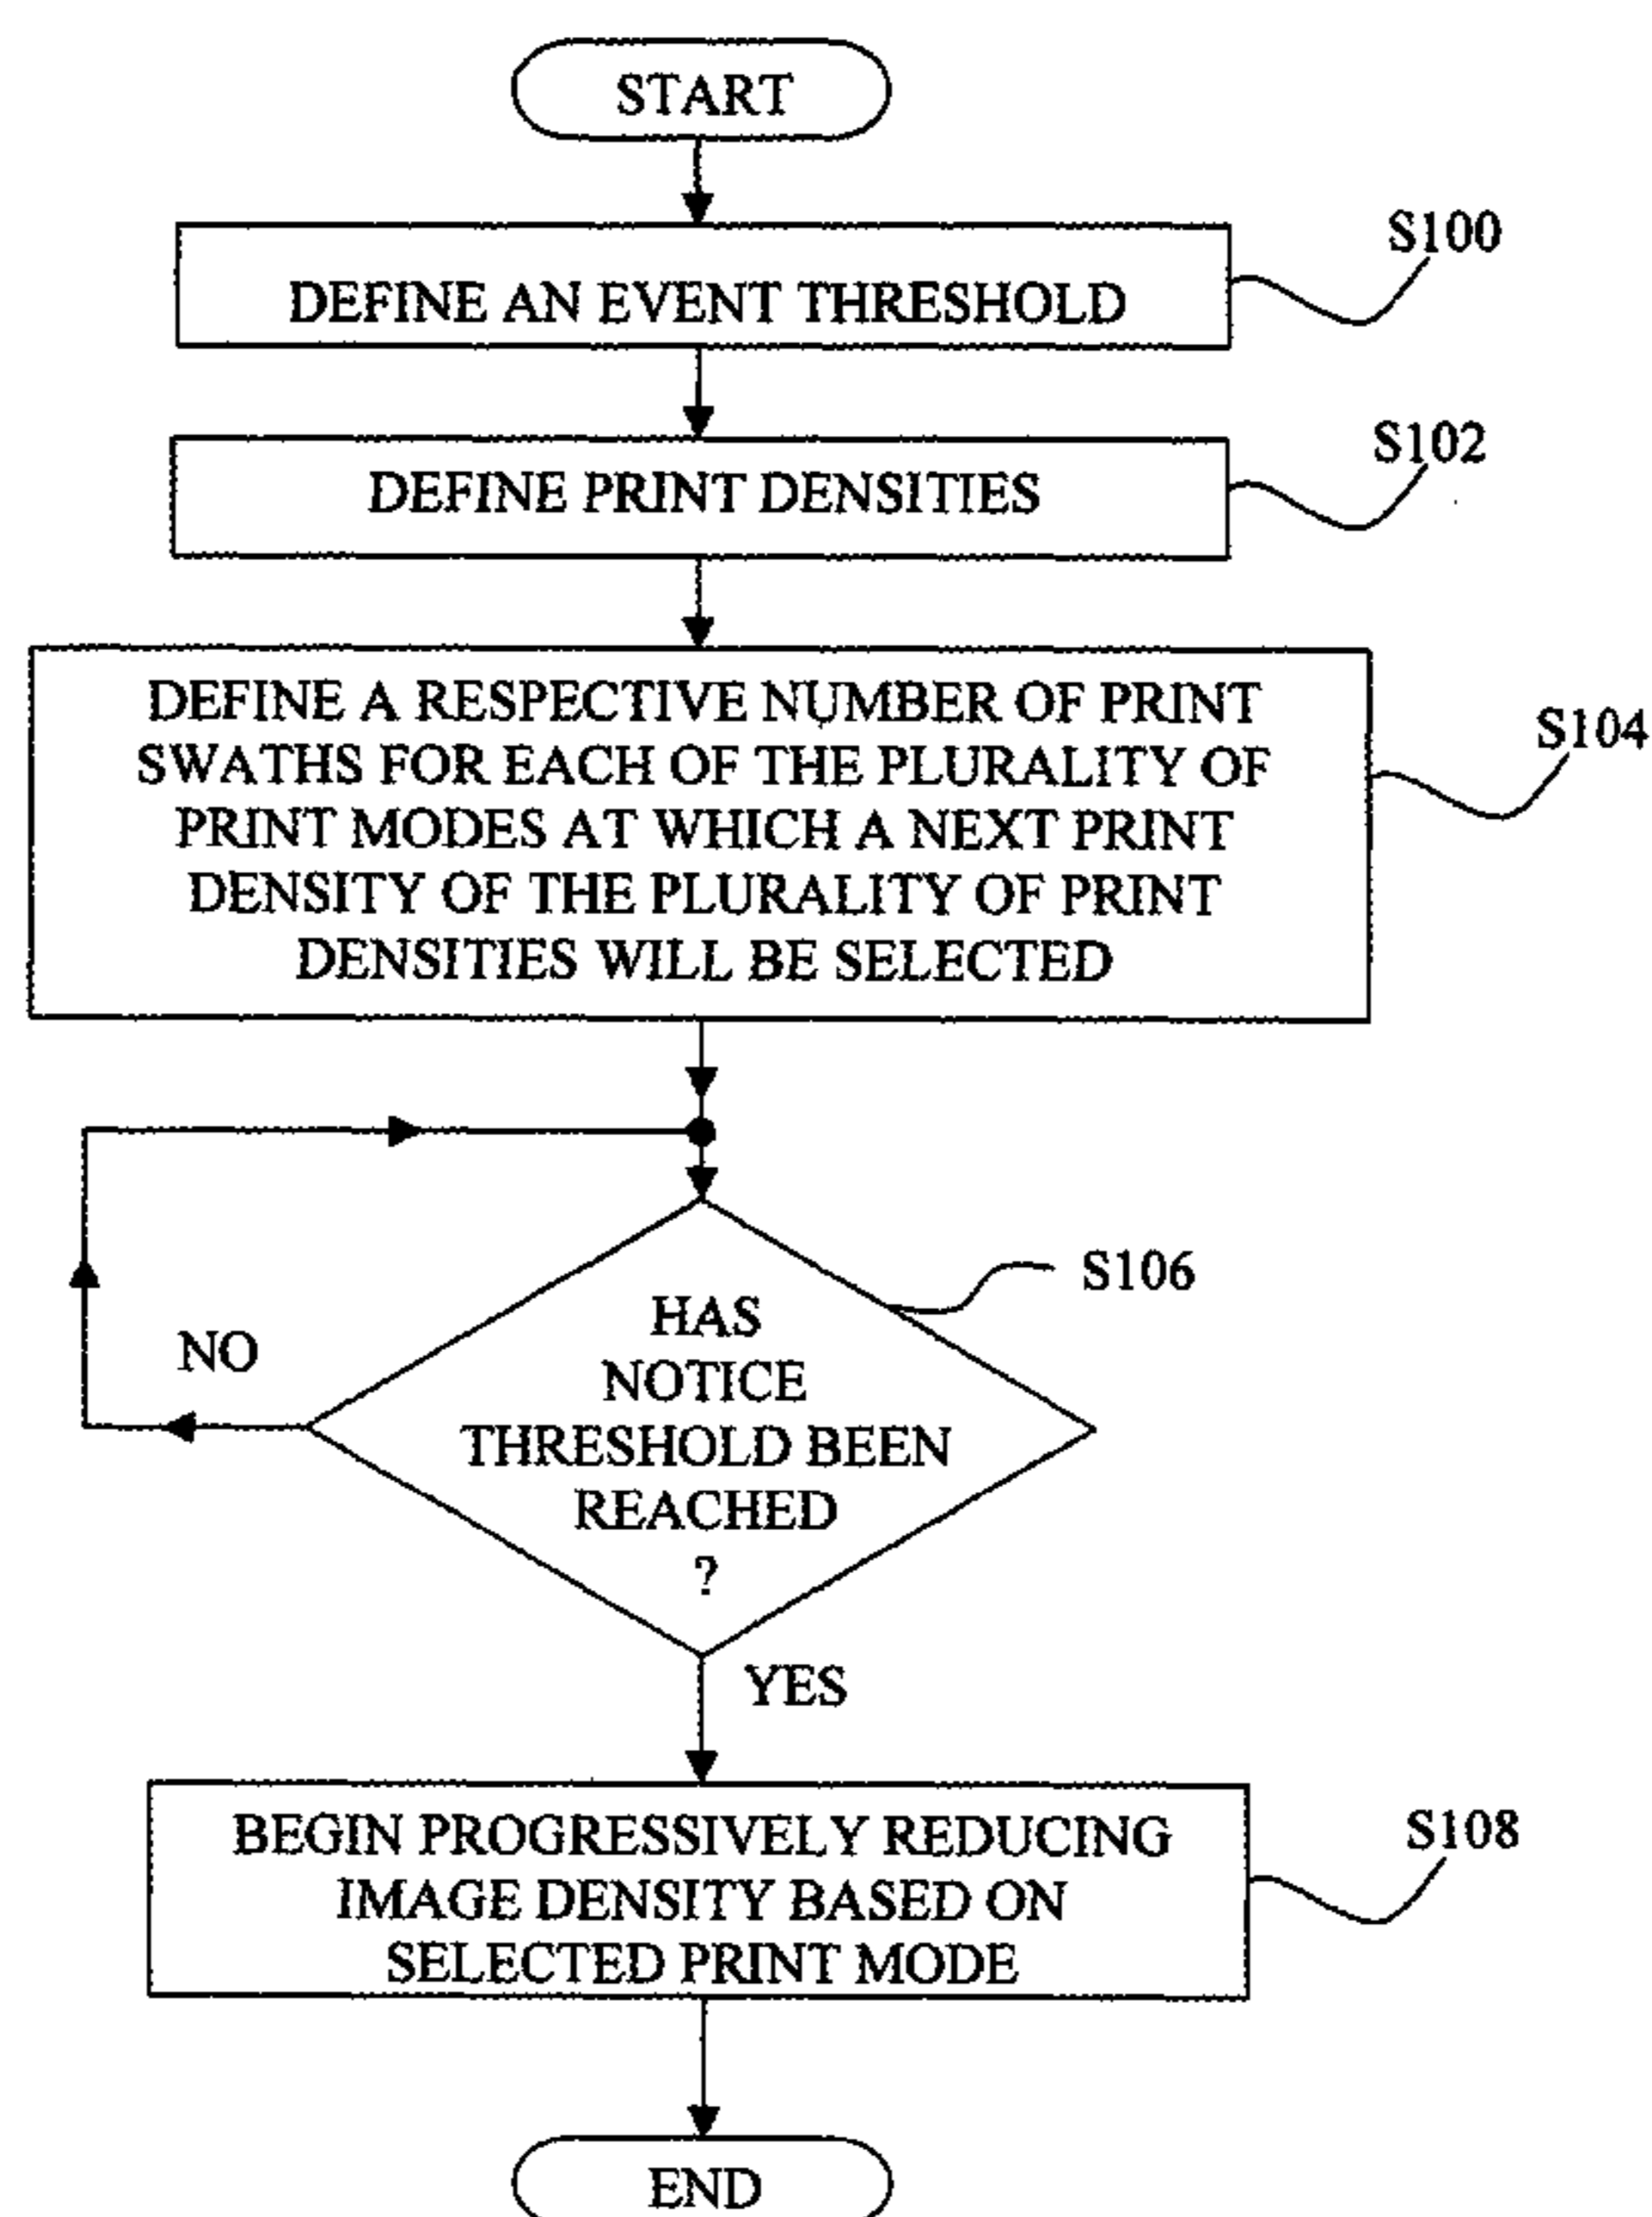 START
DEFINE AN EVENT THRESHOLD
S100
DEFINE PRINT DENSITIES
S102
DEFINE A RESPECTIVE NUMBER OF PRINT
SWATHS FOR EACH OF THE PLURALITY OF
PRINT MODES AT WHICH A NEXT PRINT
DENSITY OF THE PLURALITY OF PRINT
DENSITIES WILL BE SELECTED
S104
HAS
NOTICE
THRESHOLD BEEN
REACHED
?
S106
NO
YES
BEGIN PROGRESSIVELY REDUCING
IMAGE DENSITY BASED ON
SELECTED PRINT MODE
S108
END